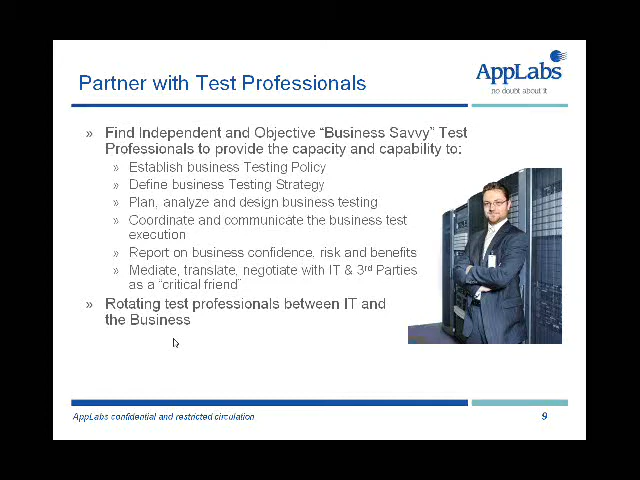 AppLabs
no doubt about it
Partner with Test Professionals
» Find Independent and Objective “Business Savvy” Test
Professionals to provide the capacity and capability to:
» Establish business Testing Policy
» Define business Testing Strategy
» Plan, analyze and design business testing
» Coordinate and communicate the business test
execution
» Report on business confidence, risk and benefits
» Mediate, translate, negotiate with IT & 3rd Parties
as a “critical friend”
» Rotating test professionals between IT and
the Business
AppLabs confidential and restricted circulation
9